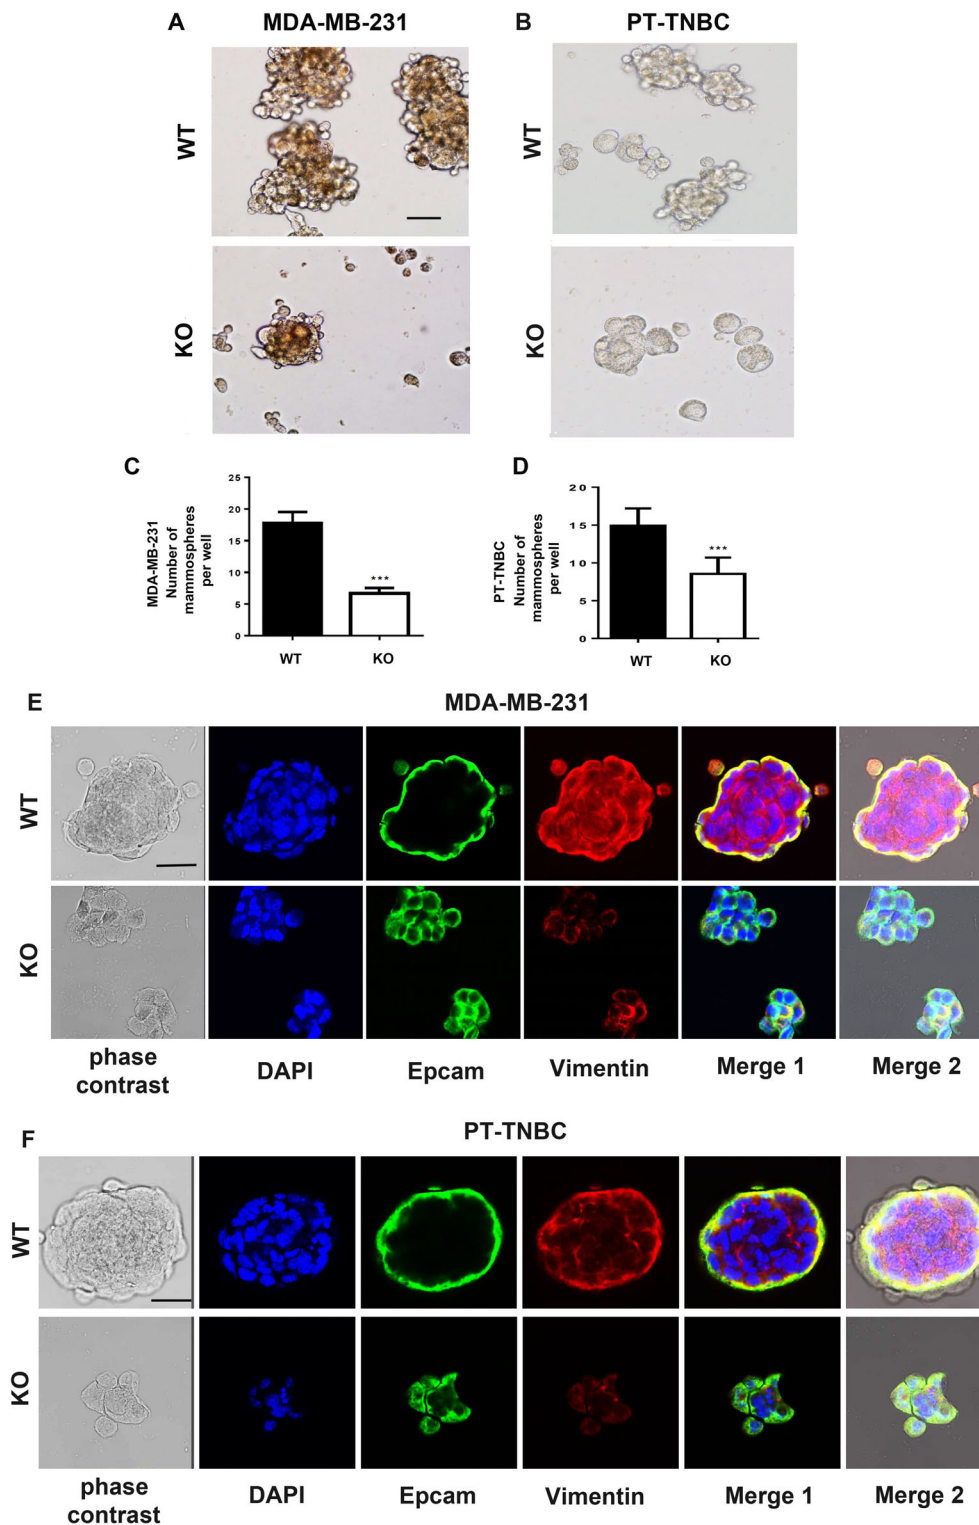 A MDA-MB-231
B PT-TNBC
WT
WT
KO
KO
C
MDA-MB-231
Number of
mammospheres
per well
25
20
15
10
5
0
***
WT KO
D
PT-TNBC
Number of
mammospheres
per well
20
15
10
5
0
***
WT KO
E MDA-MB-231
WT
KO
phase
contrast
DAPI Epcam Vimentin Merge 1 Merge 2
F PT-TNBC
WT
KO
phase
contrast
DAPI Epcam Vimentin Merge 1 Merge 2